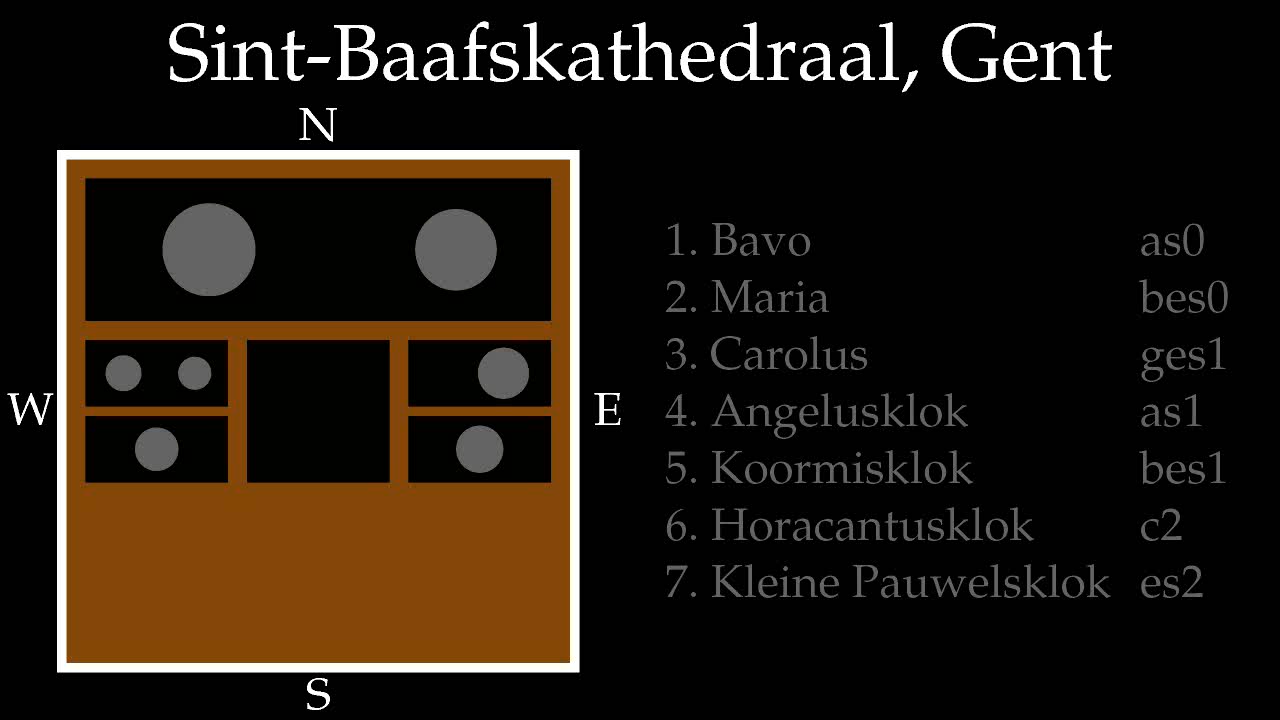 Sint-Baafskathedraal, Gent
N
W
E
S
1. Bavo as0
2. Maria bes0
3. Carolus ges1
4. Angelusklok as1
5. Koormisklok bes1
6. Horacantusklok c2
7. Kleine Pauwelsklok es2